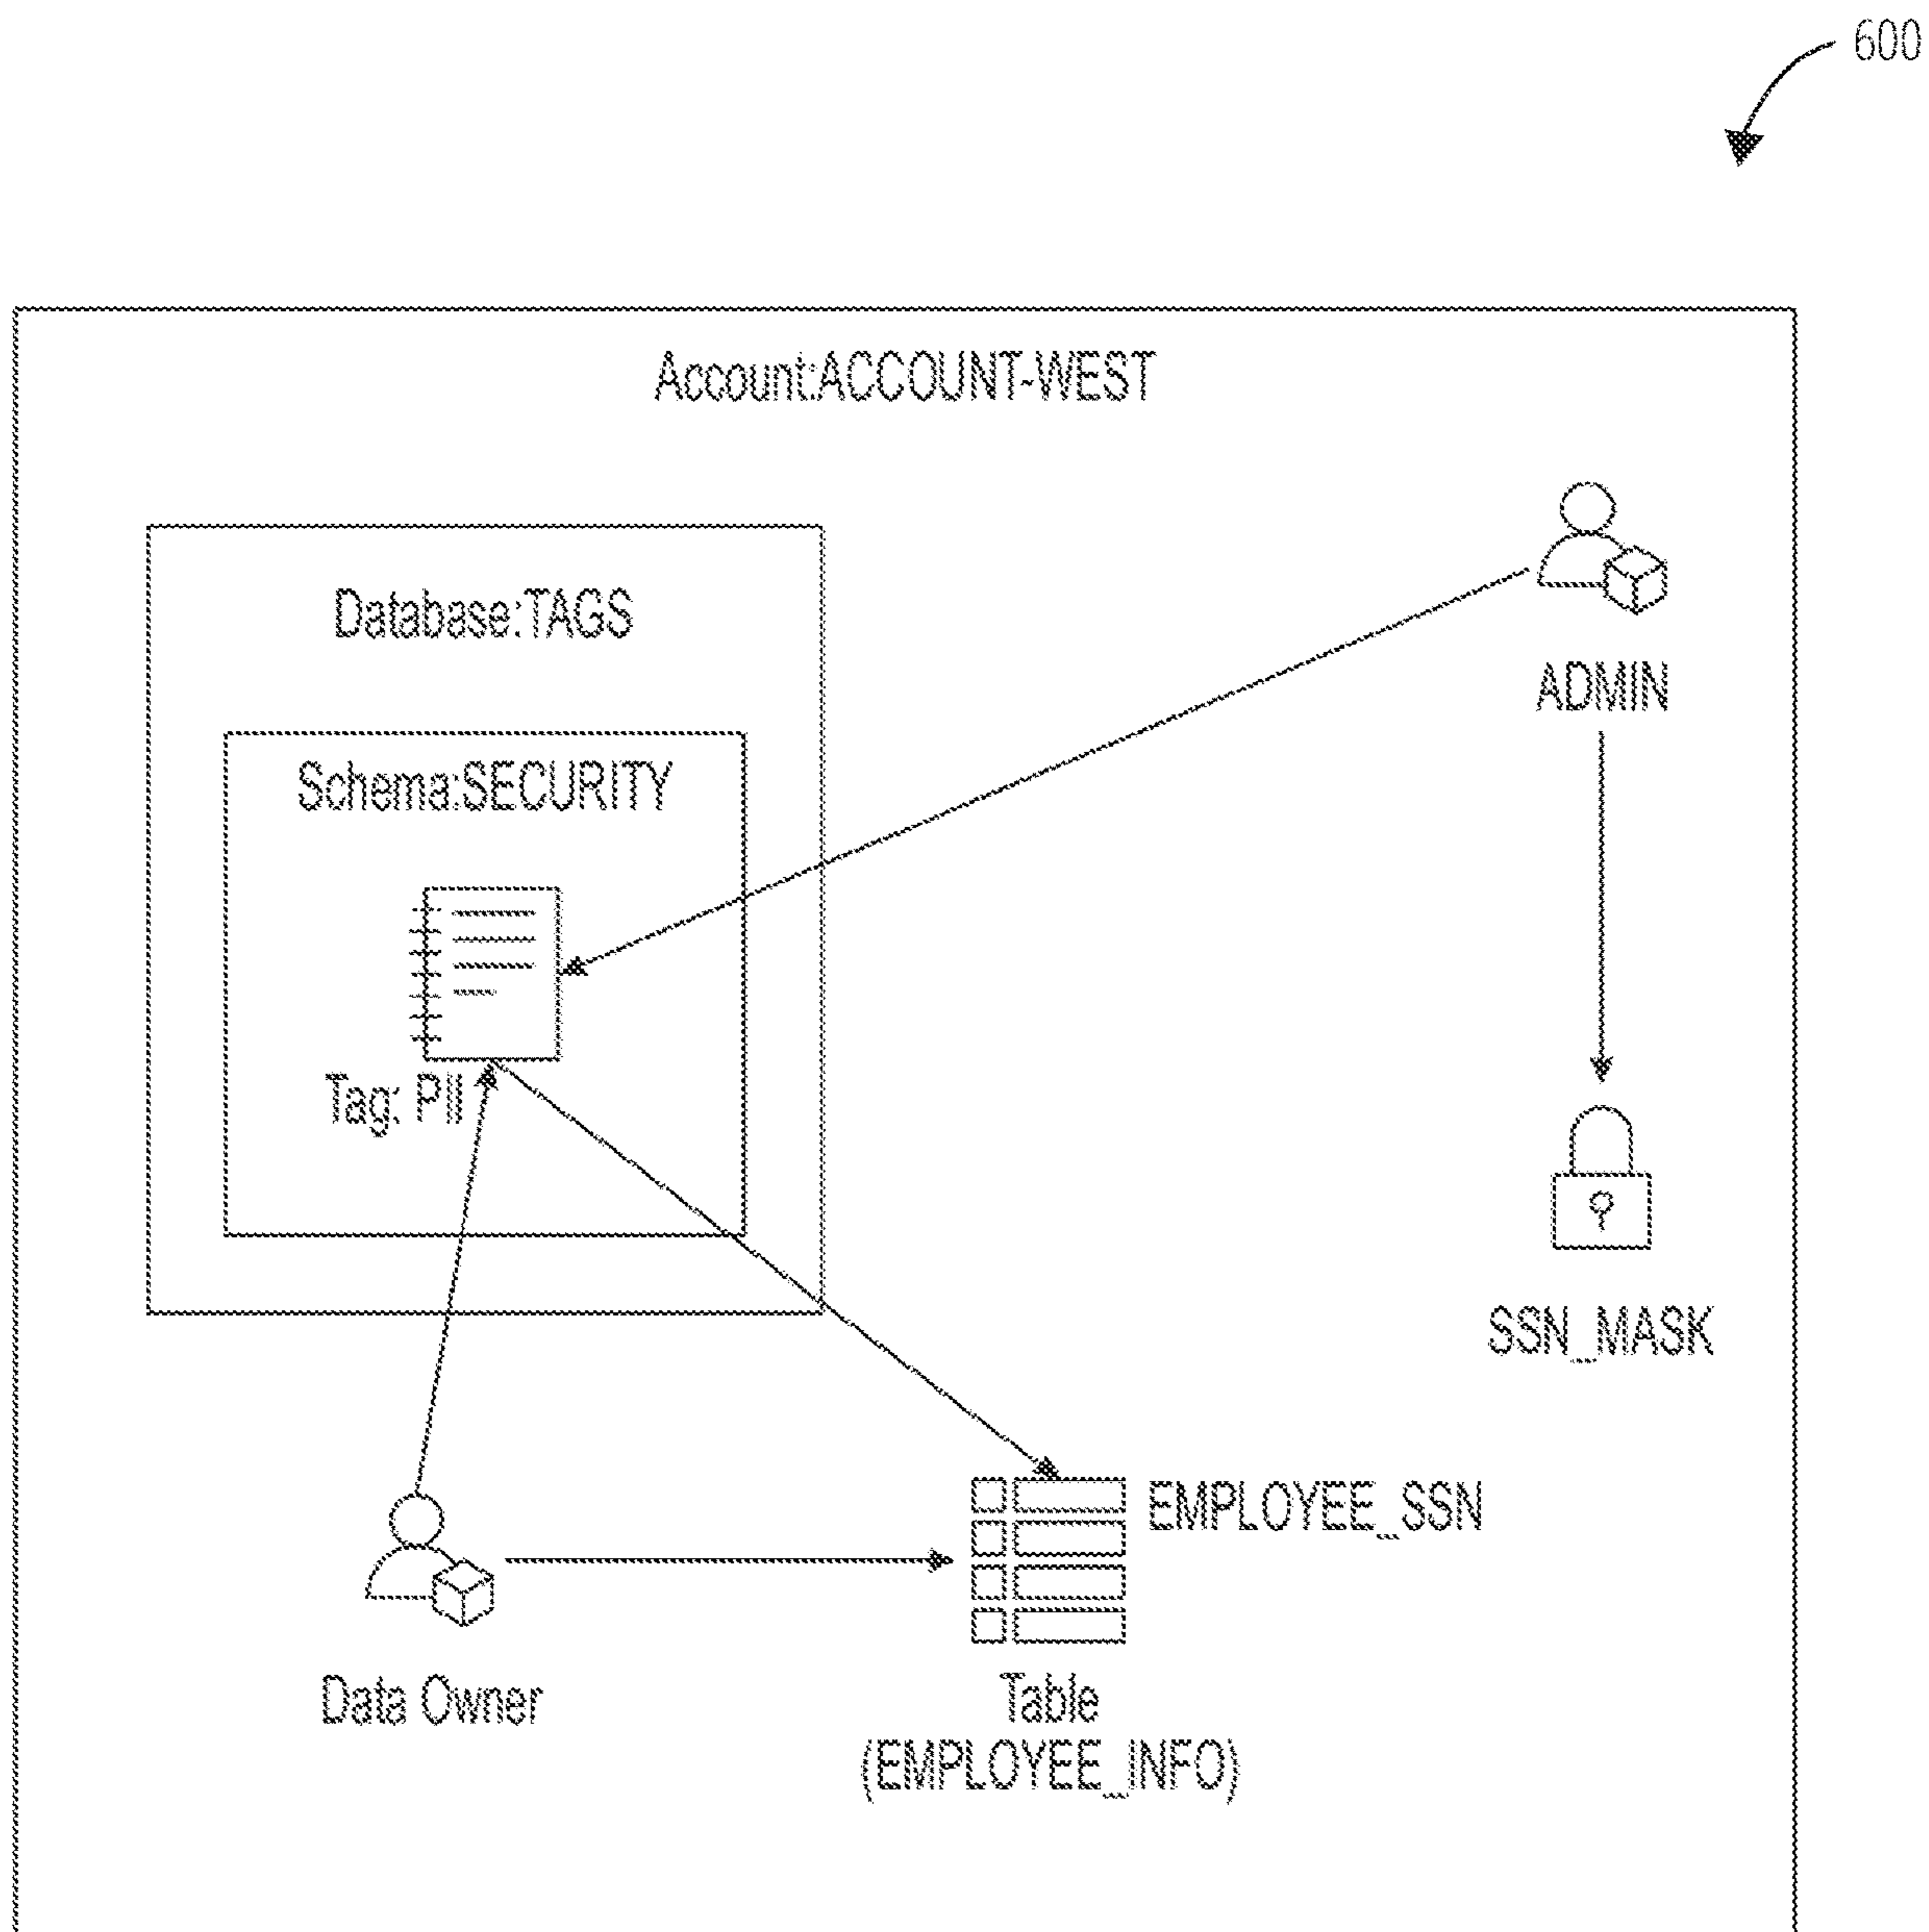 600
Account:ACCOUNT-WEST
Database:TAGS
ADMIN
Schema:SECURITY
Tag: PII
SSN_MASK
EMPLOYEE_SSN
Data Owner
Table
(EMPLOYEE_INFO)